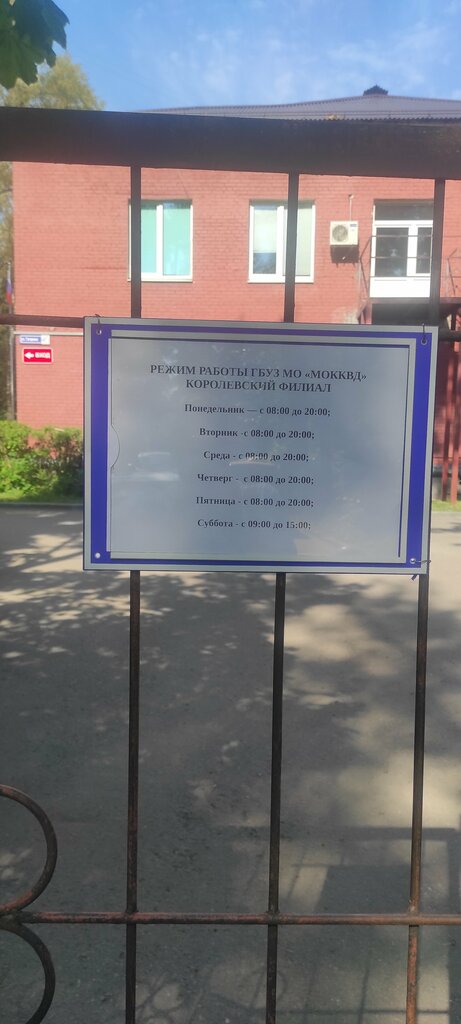 РЕЖИМ РАБОТЫ ГБУЗ МО «МОККВД»
КОРОЛЕВСКИЙ ФИЛИАЛ
Понедельник — с 08:00 до 20:00;
Вторник -с 08:00 до 20:00;
Среда - с 08:00 до 20:00;
Четверг - с 08:00 до 20:00;
Пятница - с 08:00 до 20:00;
Суббота - с 09:00 до 15:00;